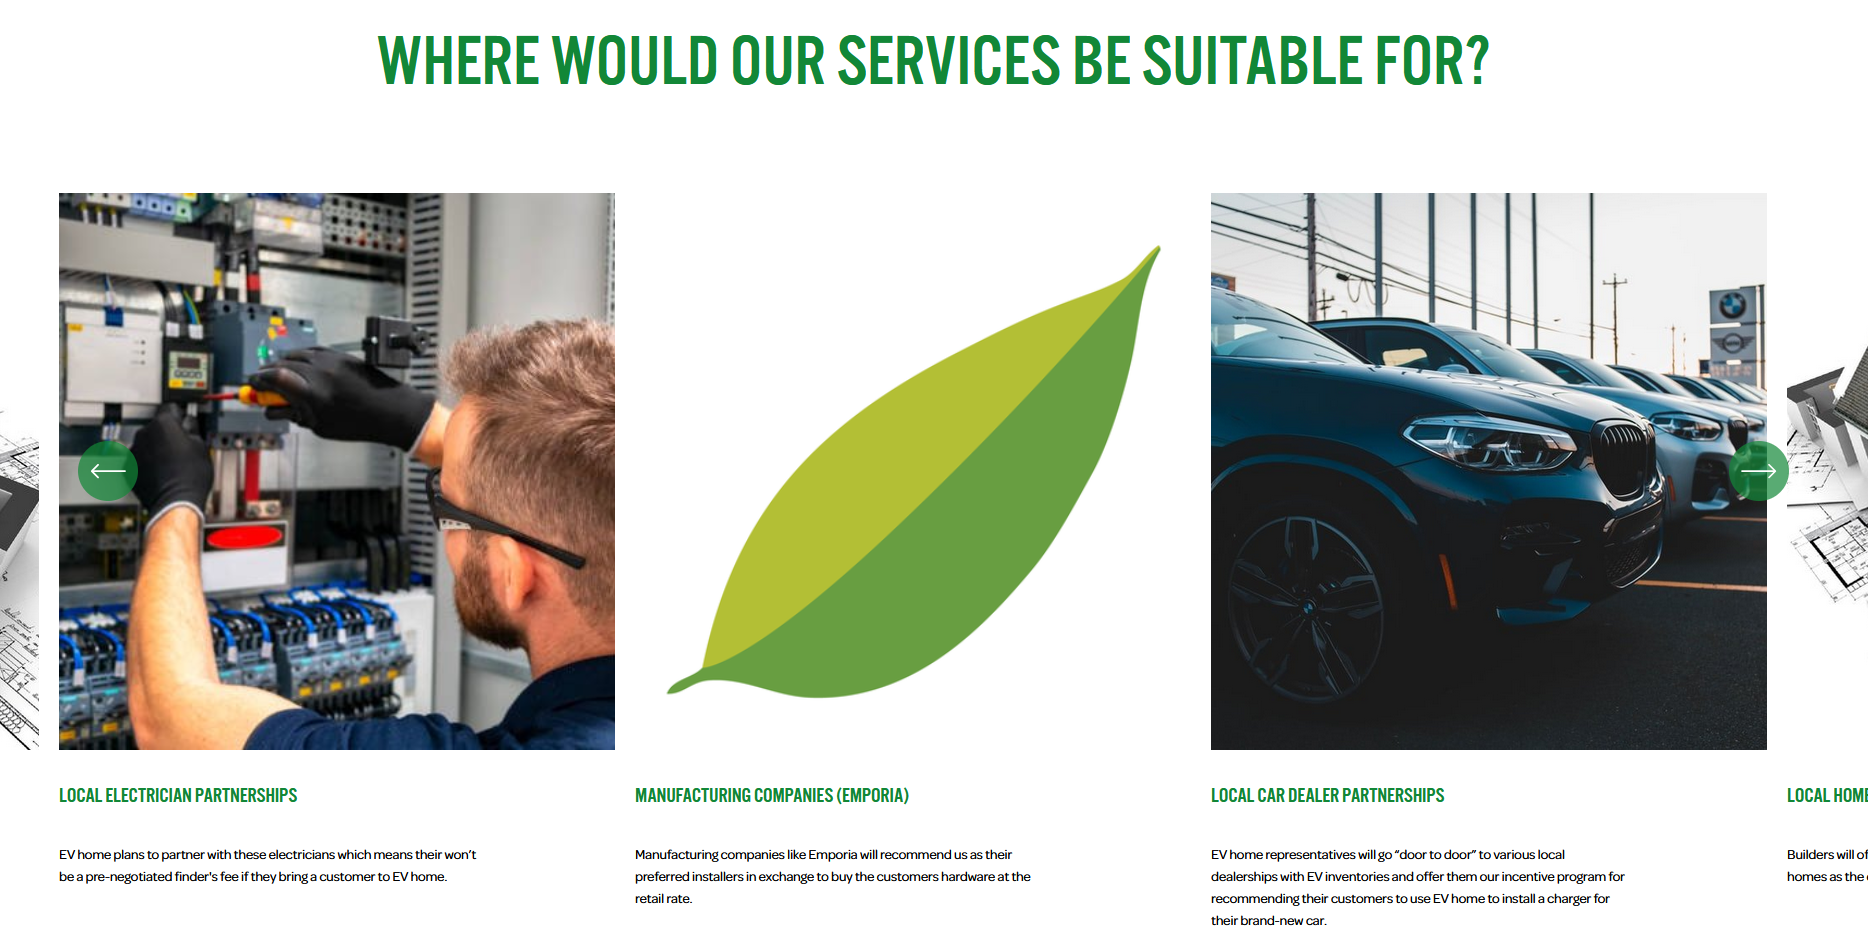 WHERE WOULD OUR SERVICES BE SUITABLE FOR?
LOCAL ELECTRICIAN PARTNERSHIPS
EV home plans to partner with these electricians which means their won't
be a pre-negotiated finder's fee if they bring a customer to EV home.
MANUFACTURING COMPANIES (EMPORIA)
Manufacturing companies like Emporia will recommend us as their
preferred installers in exchange to buy the customers hardware at the
retail rate.
LOCAL CAR DEALER PARTNERSHIPS
EV home representatives will go “door to door” to various local
dealerships with EV inventories and offer them our incentive program for
recommending their customers to use EV home to install a charger for
their brand-new car.
LOCAL HOME
Builders will of
homes as the